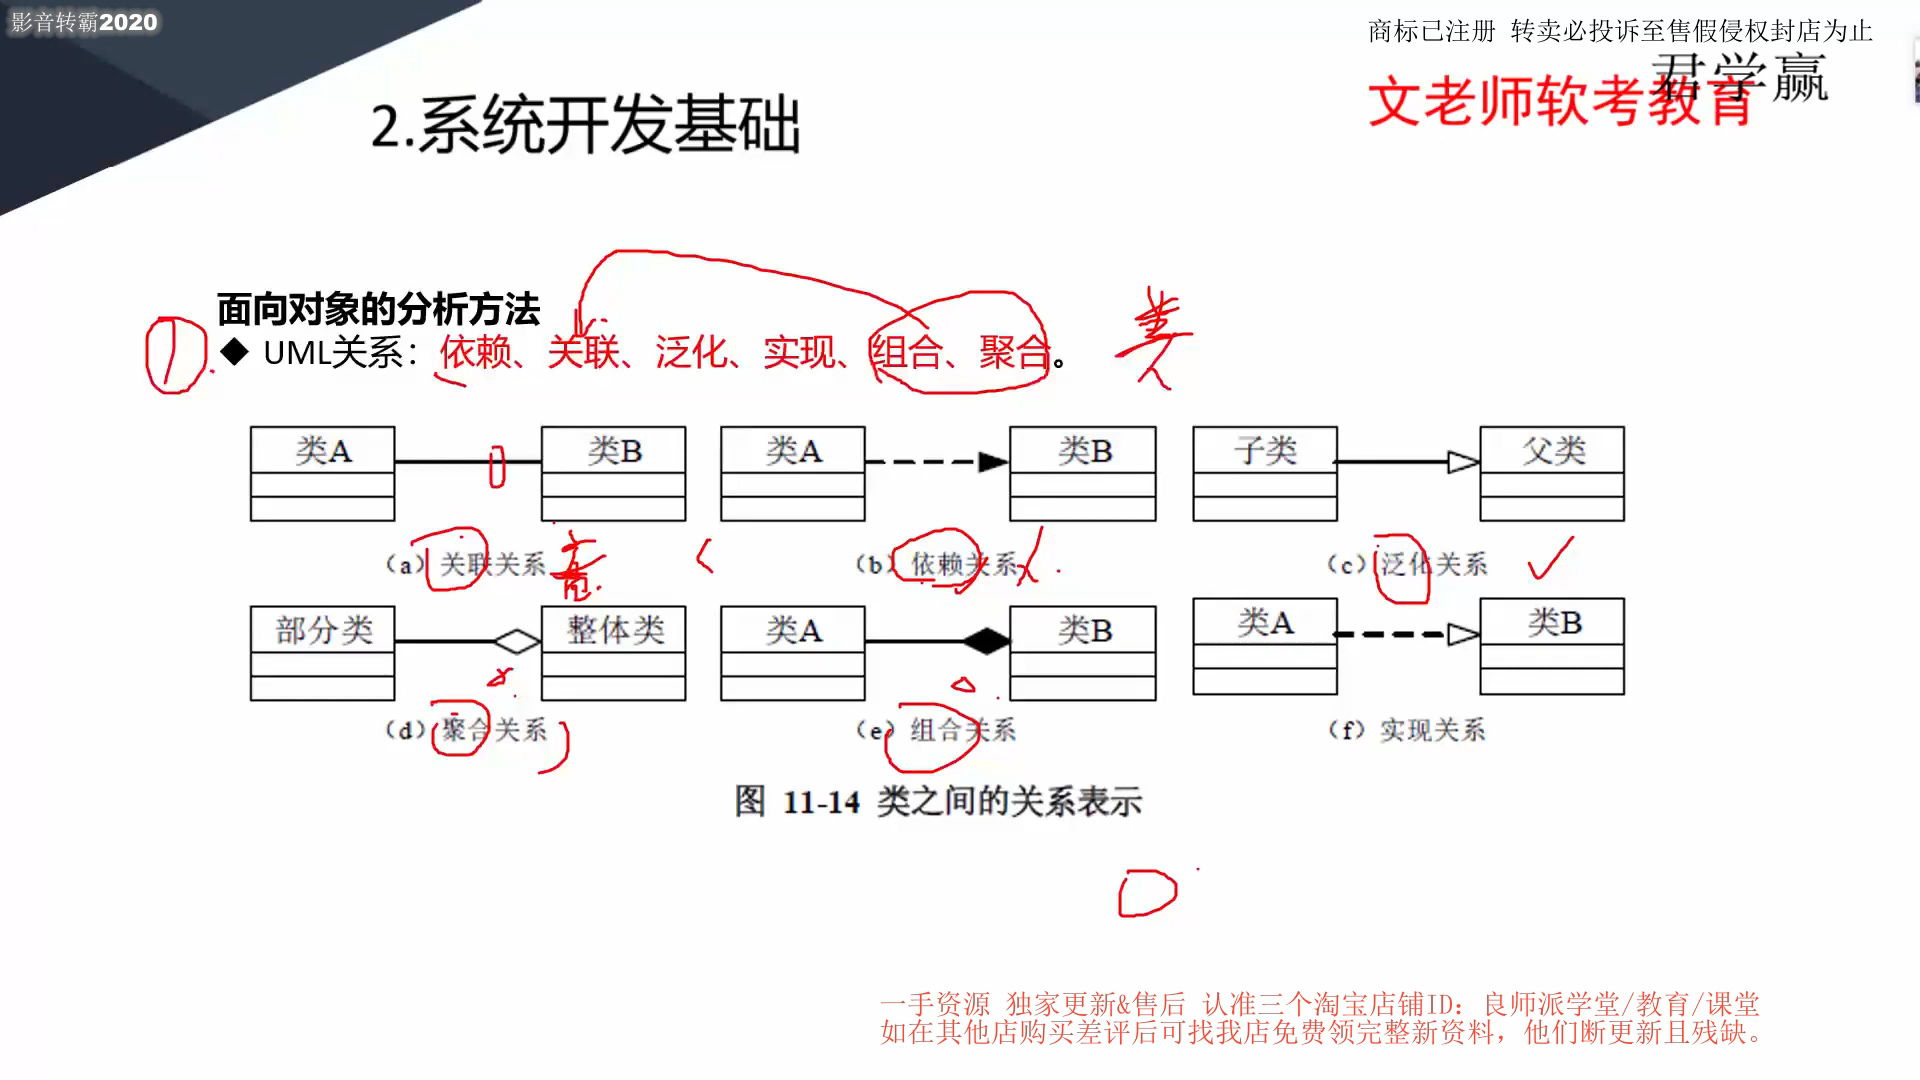 影音转霸2020
商标已注册 转卖必投诉至售假侵权封店为止
君学赢
文老师软考教育
2.系统开发基础
面向对象的分析方法
◆ UML关系：依赖、关联、泛化、实现、组合、聚合。
类A 类B 类A 类B 子类 父类
（a）关联关系 （b）依赖关系 （c）泛化关系
部分类 整体类 类A 类B 类A 类B
（d）聚合关系 （e）组合关系 （f）实现关系
图 11-14 类之间的关系表示
一手资源 独家更新&售后 认准三个淘宝店铺ID：良师派学堂/教育/课堂
如在其他店购买差评后可找我店免费领完整新资料，他们断更新且残缺。